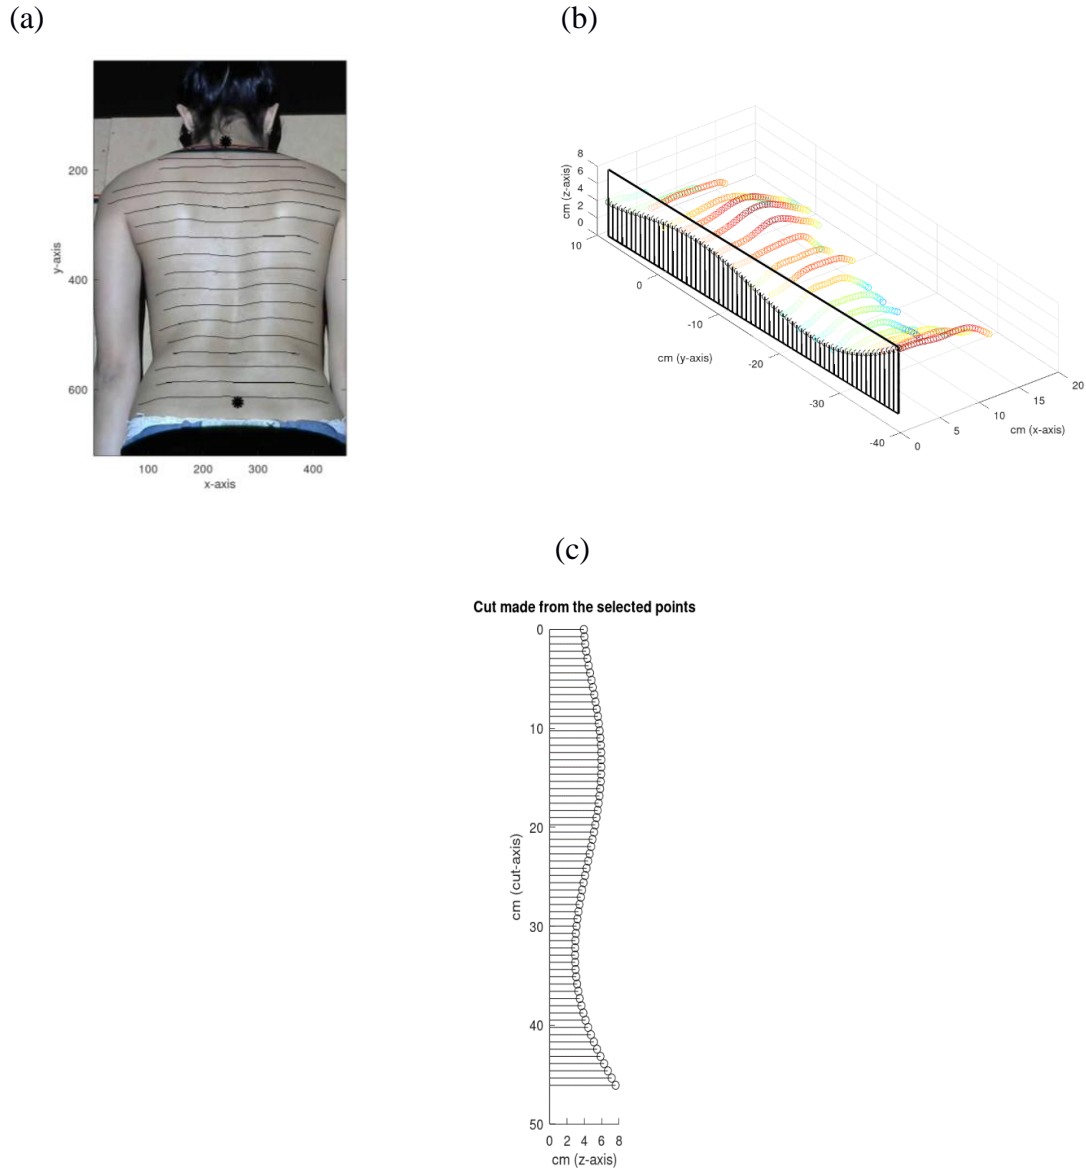 (a)
200
400
600
y-axis
100 200 300 400
x-axis
(b)
8
6
4
2
0
cm (z-axis)
10
0
-10
-20
-30
-40
cm (y-axis)
0
5
10
15
20
cm (x-axis)
(c)
Cut made from the selected points
0
10
20
30
40
50
cm (cut-axis)
0 2 4 6 8
cm (z-axis)